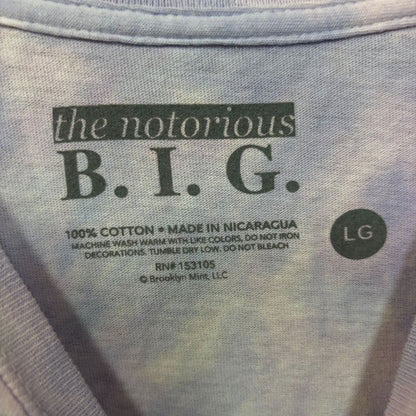 the notorious
B. I. G.
100% COTTON • MADE IN NICARAGUA
MACHINE WASH WARM WITH LIKE COLORS, DO NOT IRON
DECORATIONS. TUMBLE DRY LOW. DO NOT BLEACH
RN# 153105
© Brooklyn Mint, LLC
LG